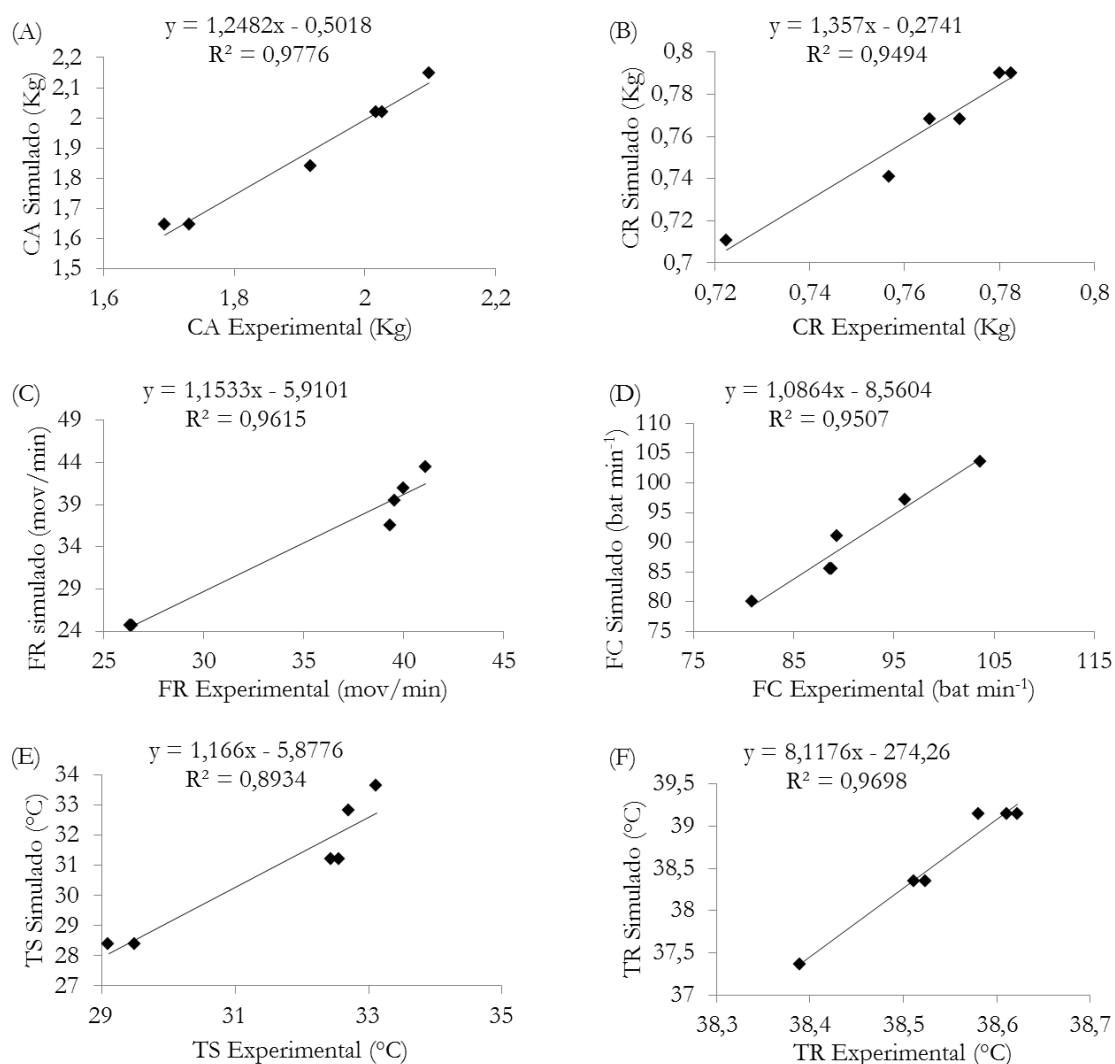 (A)
y = 1,2482x - 0,5018
R² = 0,9776
CA Simulado (Kg)
2,2
2,1
2
1,9
1,8
1,7
1,6
1,5
1,6 1,8 2 2,2
CA Experimental (Kg)
(B)
y = 1,357x - 0,2741
R² = 0,9494
CR Simulado (Kg)
0,8
0,78
0,76
0,74
0,72
0,7
0,72 0,74 0,76 0,78 0,8
CR Experimental (Kg)
(C)
y = 1,1533x - 5,9101
R² = 0,9615
FR simulado (mov/min)
49
44
39
34
29
24
25 30 35 40 45
FR Experimental (mov/min)
(D)
y = 1,0864x - 8,5604
R² = 0,9507
FC Simulado (bat min⁻¹)
110
105
100
95
90
85
80
75
75 85 95 105 115
FC Experimental (bat min⁻¹)
(E)
y = 1,166x - 5,8776
R² = 0,8934
TS Simulado (°C)
34
33
32
31
30
29
28
27
29 31 33 35
TS Experimental (°C)
(F)
y = 8,1176x - 274,26
R² = 0,9698
TR Simulado (°C)
39,5
39
38,5
38
37,5
37
38,3 38,4 38,5 38,6 38,7
TR Experimental (°C)